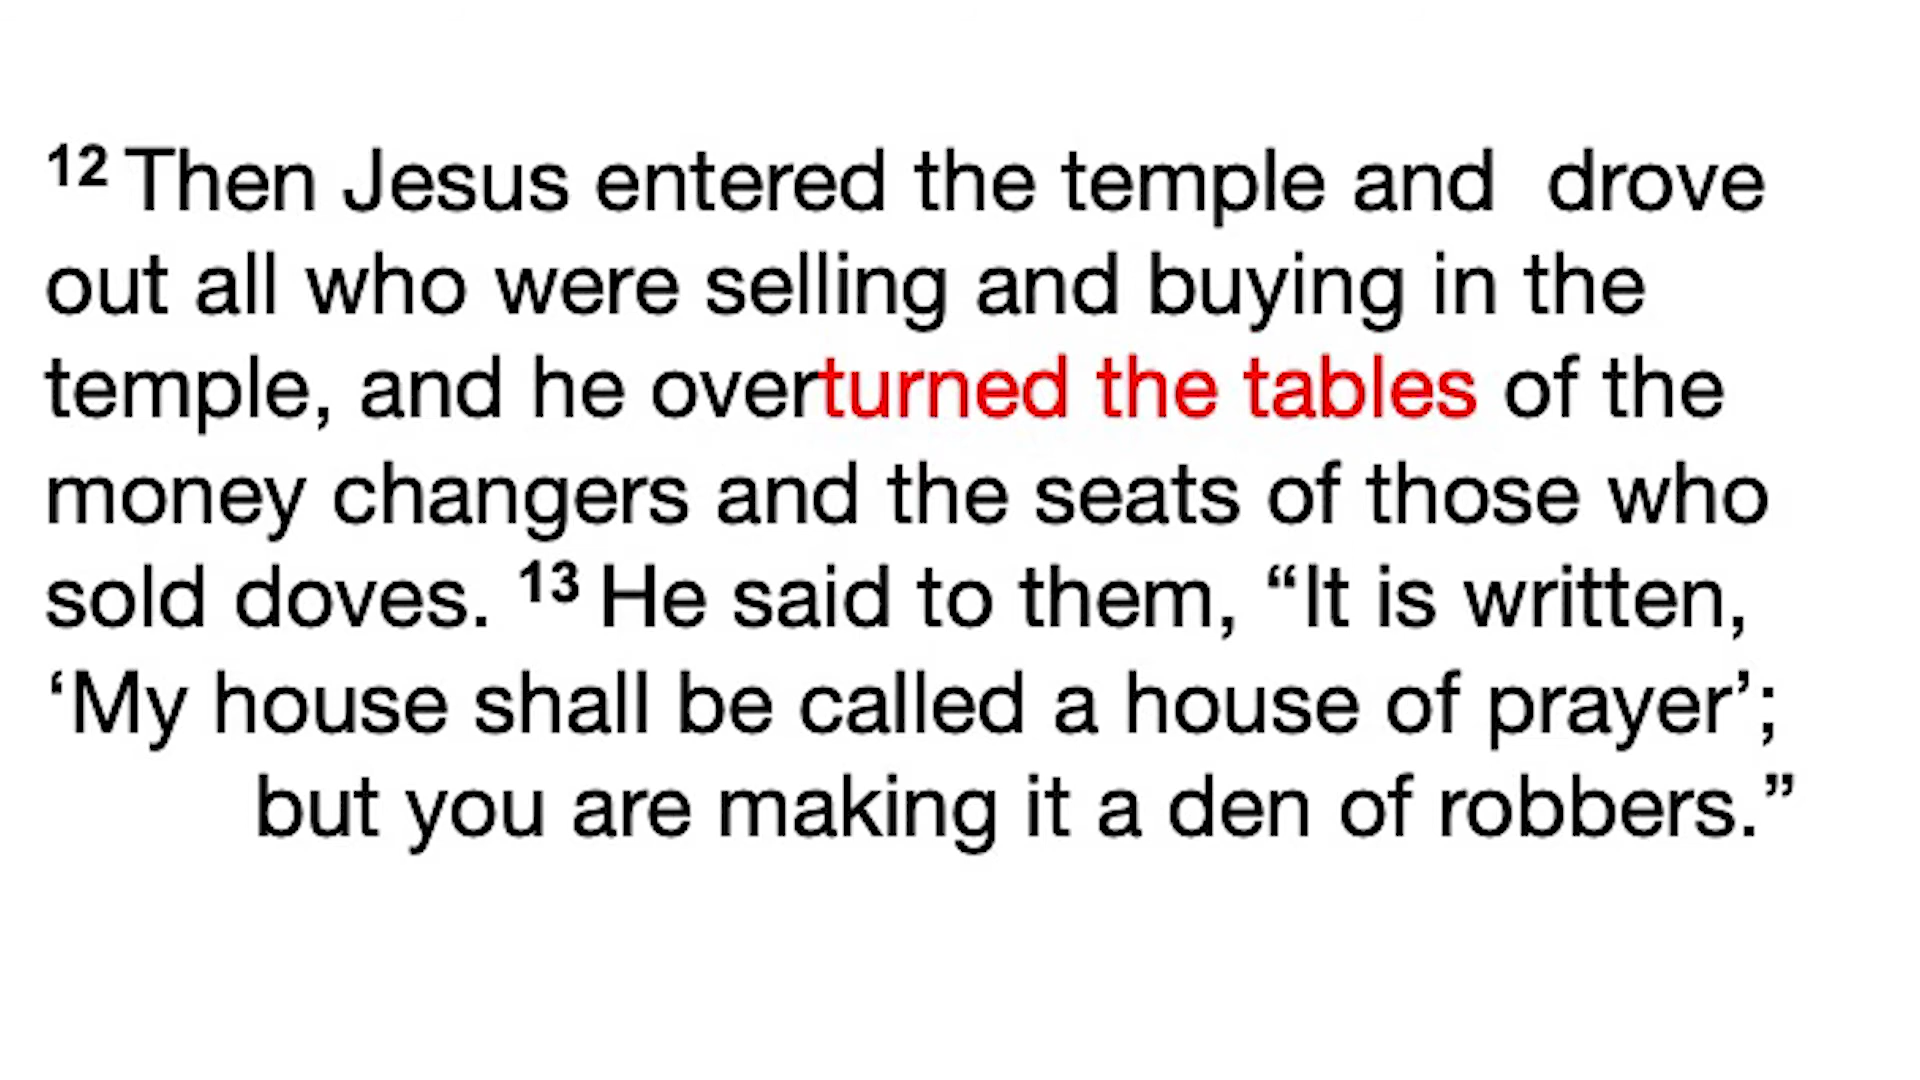 12 Then Jesus entered the temple and  drove
out all who were selling and buying in the
temple, and he overturned the tables of the
money changers and the seats of those who
sold doves. 13 He said to them, “It is written,
‘My house shall be called a house of prayer’;
but you are making it a den of robbers.”